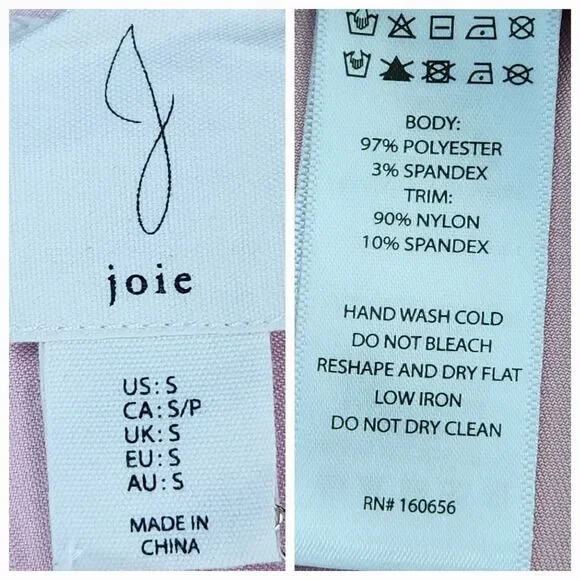 joie
US: S
CA: S/P
UK: S
EU: S
AU: S
MADE IN
CHINA
BODY:
97% POLYESTER
3% SPANDEX
TRIM:
90% NYLON
10% SPANDEX
HAND WASH COLD
DO NOT BLEACH
RESHAPE AND DRY FLAT
LOW IRON
DO NOT DRY CLEAN
RN# 160656